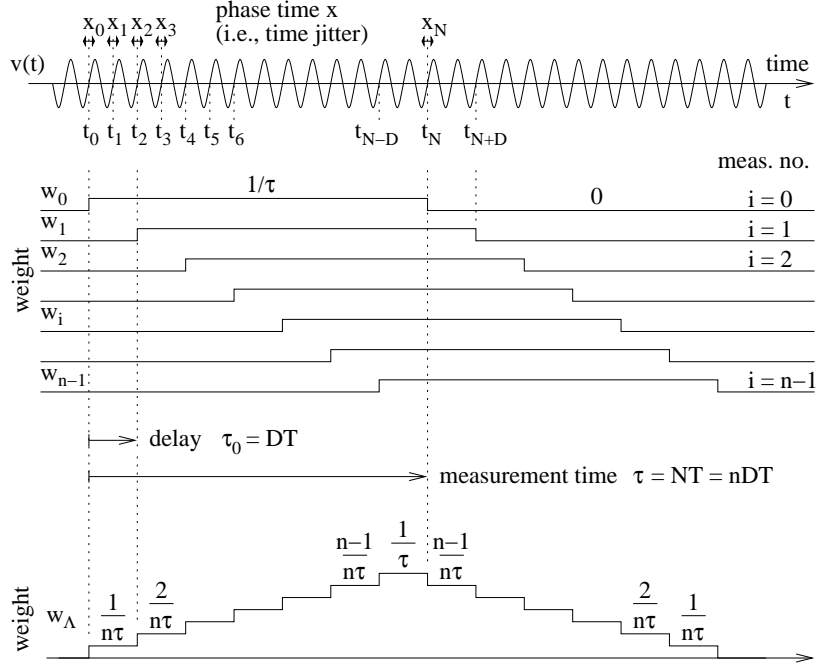 phase time x
(i.e., time jitter)
x0 x1 x2 x3 xN
v(t) time
t
t0 t1 t2 t3 t4 t5 t6 tN−D tN tN+D
meas. no.
w0 1/τ 0 i = 0
w1 i = 1
w2 i = 2
weight
wi
wn−1 i = n−1
delay τ0 = DT
measurement time τ = NT = nDT
weight
wΛ
1/nτ 2/nτ n−1/nτ 1/τ n−1/nτ 2/nτ 1/nτ